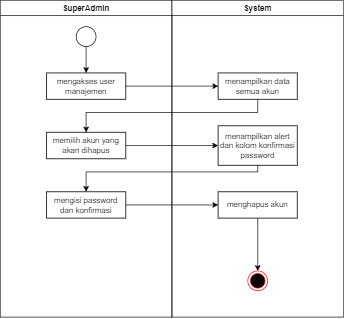 SuperAdmin
System
mengakses user
manajemen
menampilkan data
semua akun
memilih akun yang
akan dihapus
menampilkan alert
dan kolom konfirmasi
password
mengisi password
dan konfirmasi
menghapus akun